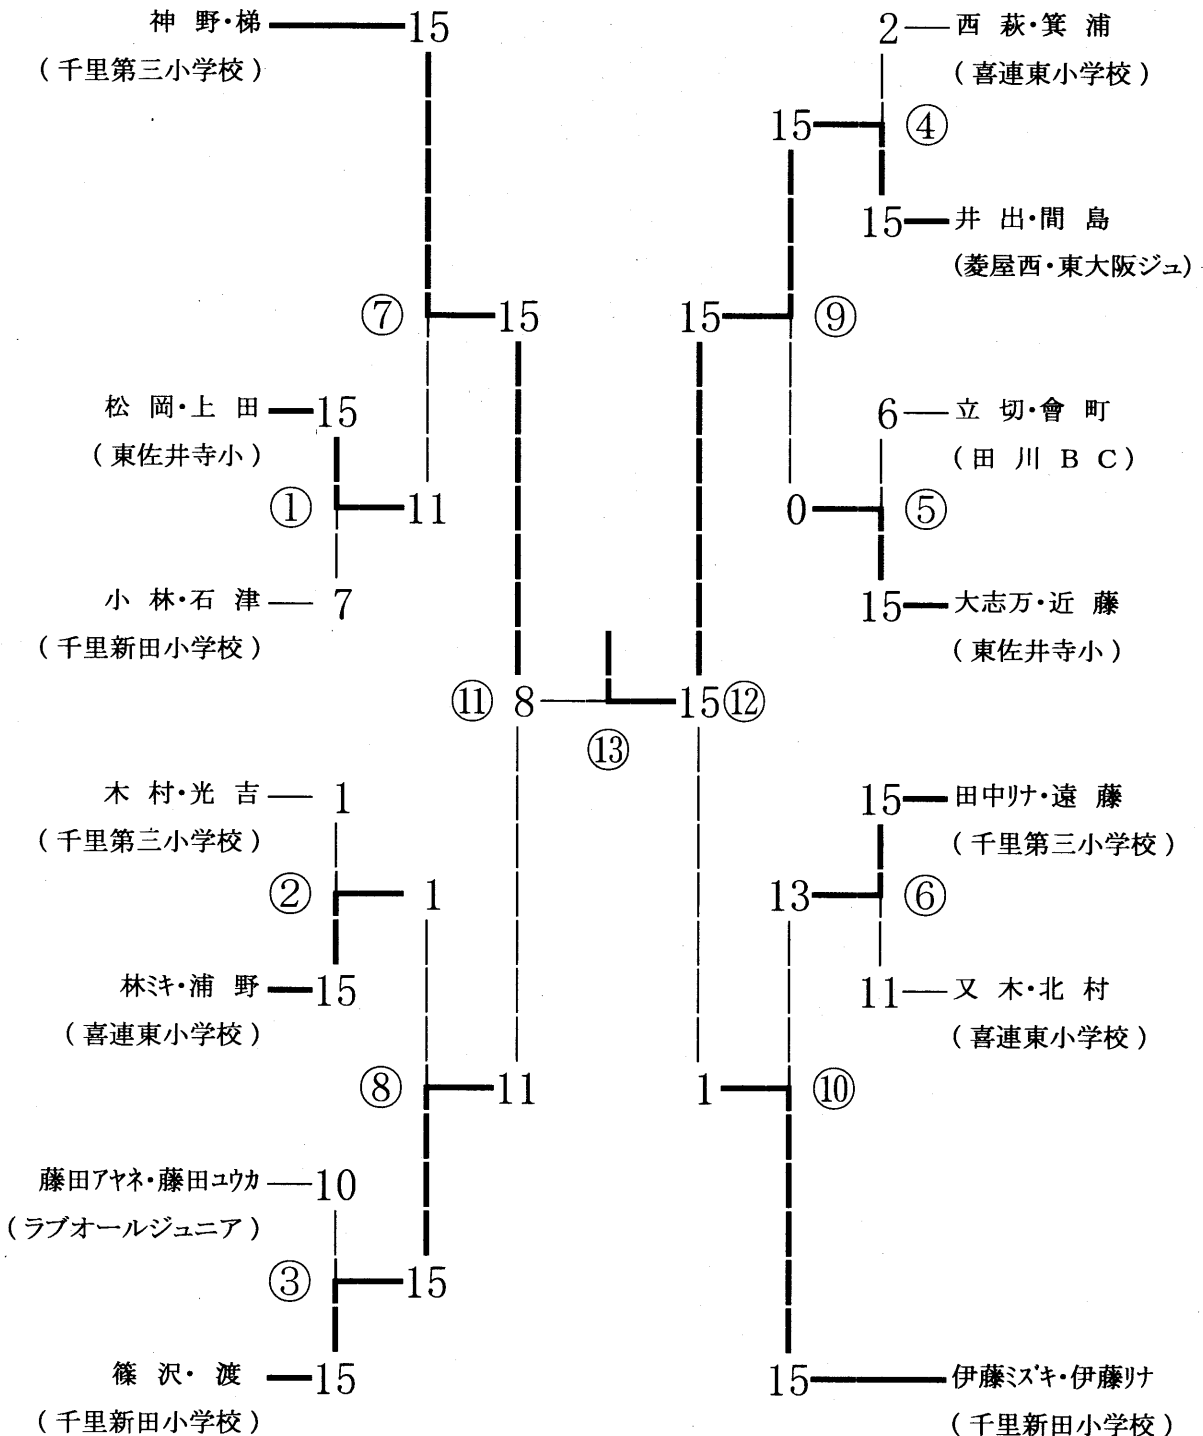 神 野・梯 15
(千里第三小学校)
⑦ 15
松 岡・上 田 15
(東佐井寺小)
① 11
小 林・石 津 7
(千里新田小学校)
⑪ 8
木 村・光 吉 1
(千里第三小学校)
② 1
林ミキ・浦 野 15
(喜連東小学校)
⑧ 11
藤田アヤネ・藤田ユウカ 10
(ラブオールジュニア)
③ 15
篠 沢・ 渡 15
(千里新田小学校)
⑬
2 西 萩・箕 浦
(喜連東小学校)
15 ④
15 井 出・間 島
(菱屋西・東大阪ジュ)
15 ⑨
6 立 切・會 町
(田 川 B C)
0 ⑤
15 大志万・近 藤
(東佐井寺小)
15 ⑫
15 田中リナ・遠 藤
(千里第三小学校)
13 ⑥
11 又 木・北 村
(喜連東小学校)
1 ⑩
15 伊藤ミズキ・伊藤リナ
(千里新田小学校)